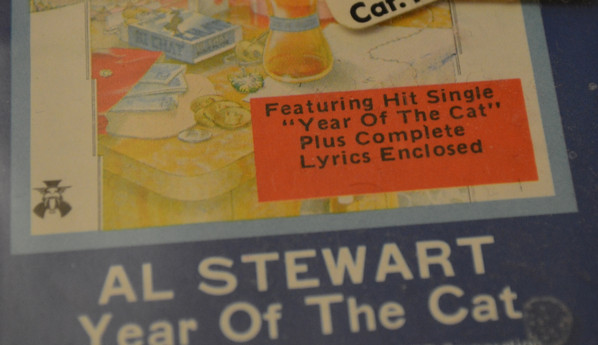 Cat.
Featuring Hit Single
"Year Of The Cat"
Plus Complete
Lyrics Enclosed
AL STEWART
Year Of The Cat